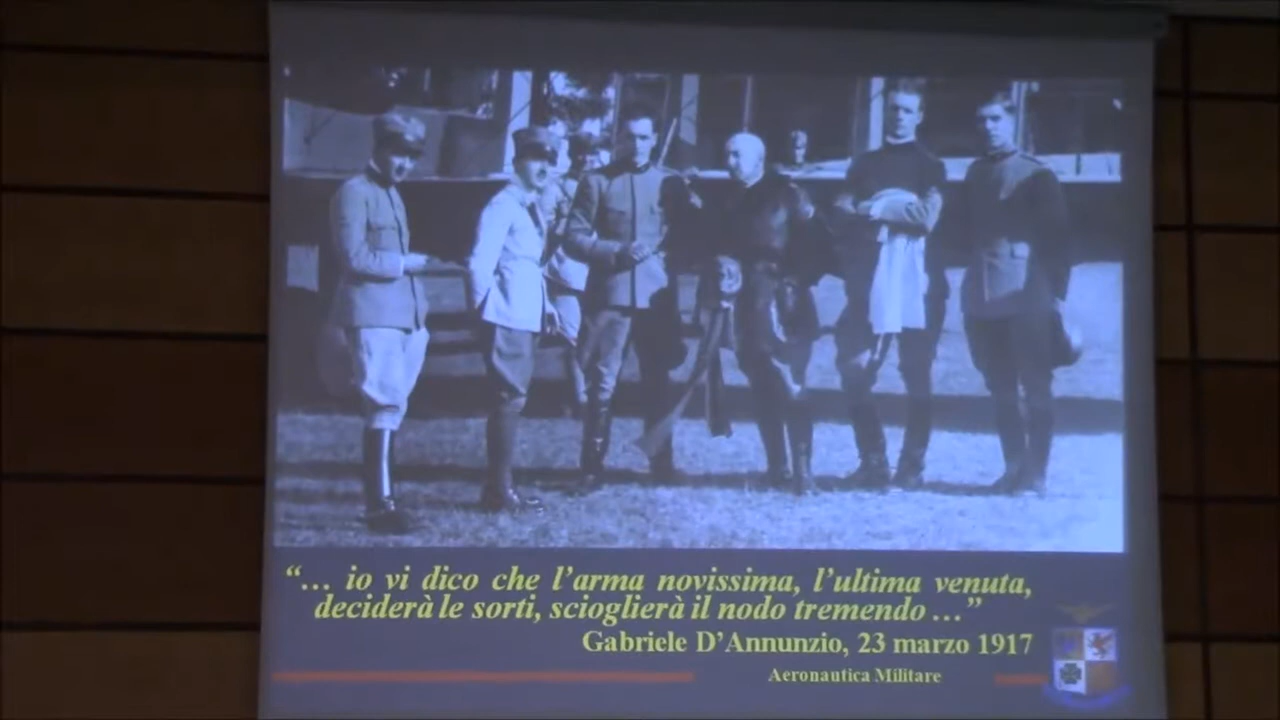 “… io vi dico che l’arma novissima, l’ultima venuta,
deciderà le sorti, scioglierà il nodo tremendo …”
Gabriele D’Annunzio, 23 marzo 1917
Aeronautica Militare